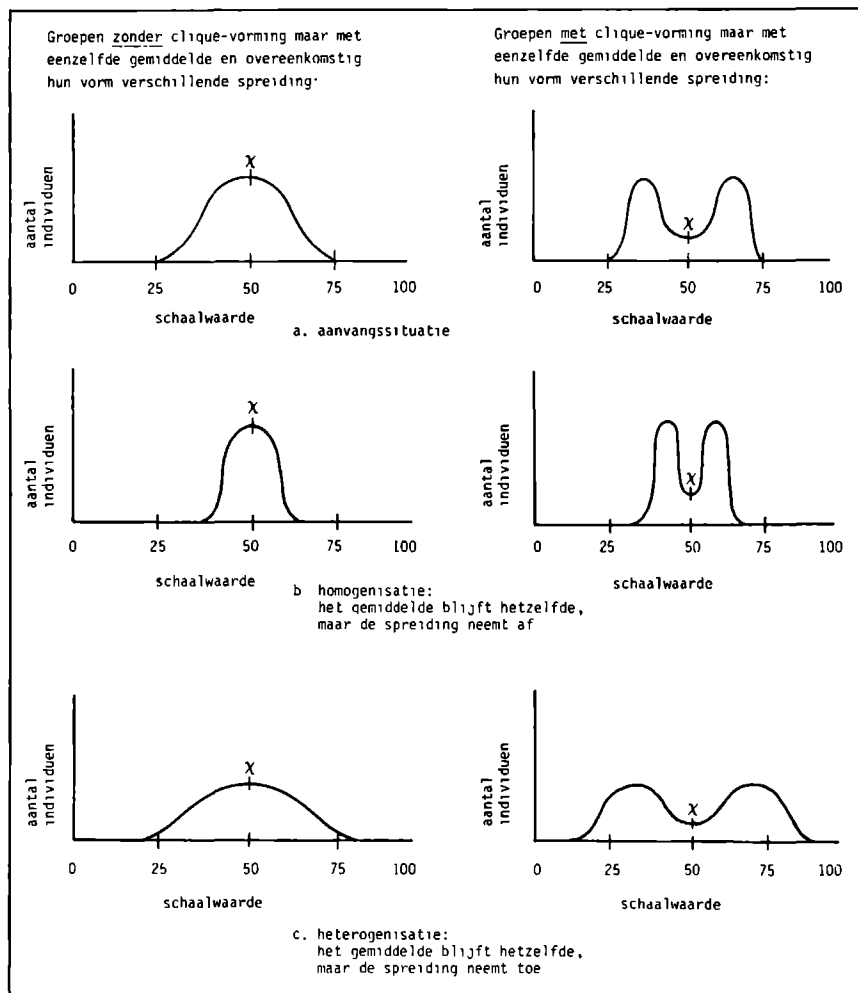 Groepen zonder clique-vorming maar met
eenzelfde gemiddelde en overeenkomstig
hun vorm verschillende spreiding·
Groepen met clique-vorming maar met
eenzelfde gemiddelde en overeenkomstig
hun vorm verschillende spreiding:
aantal
individuen
χ
0 25 50 75 100
schaalwaarde
aantal
individuen
χ
0 25 50 75 100
schaalwaarde
a. aanvangssituatie
aantal
individuen
χ
0 25 50 75 100
schaalwaarde
aantal
individuen
χ
0 25 50 75 100
schaalwaarde
b homogenisatie:
het gemiddelde blijft hetzelfde,
maar de spreiding neemt af
aantal
individuen
χ
0 25 50 75 100
schaalwaarde
aantal
individuen
χ
0 25 50 75 100
schaalwaarde
c. heterogenisatie:
het gemiddelde blijft hetzelfde,
maar de spreiding neemt toe